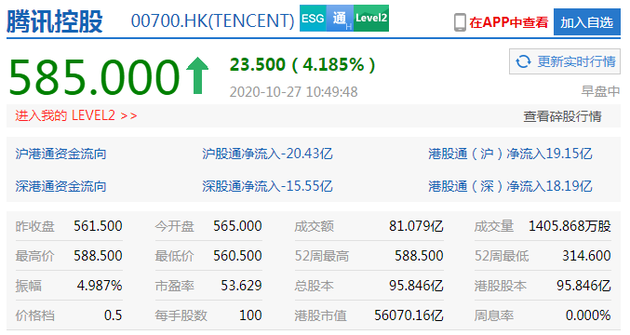 腾讯控股 00700.HK(TENCENT) ESG 通H Level2 在APP中查看 加入自选
585.000 23.500 ( 4.185% ) 更新实时行情
2020-10-27 10:49:48 早盘中
进入我的 LEVEL2 >> 查看碎股行情
沪港通资金流向 沪股通净流入-20.43亿 港股通（沪）净流入19.15亿
深港通资金流向 深股通净流入-15.55亿 港股通（深）净流入18.19亿
昨收盘 561.500 今开盘 565.000 成交额 81.079亿 成交量 1405.868万股
最高价 588.500 最低价 560.500 52周最高 588.500 52周最低 314.600
振幅 4.987% 市盈率 53.629 总股本 95.846亿 港股股本 95.846亿
价格档 0.5 每手股数 100 港股市值 56070.16亿 周息率 0.000%